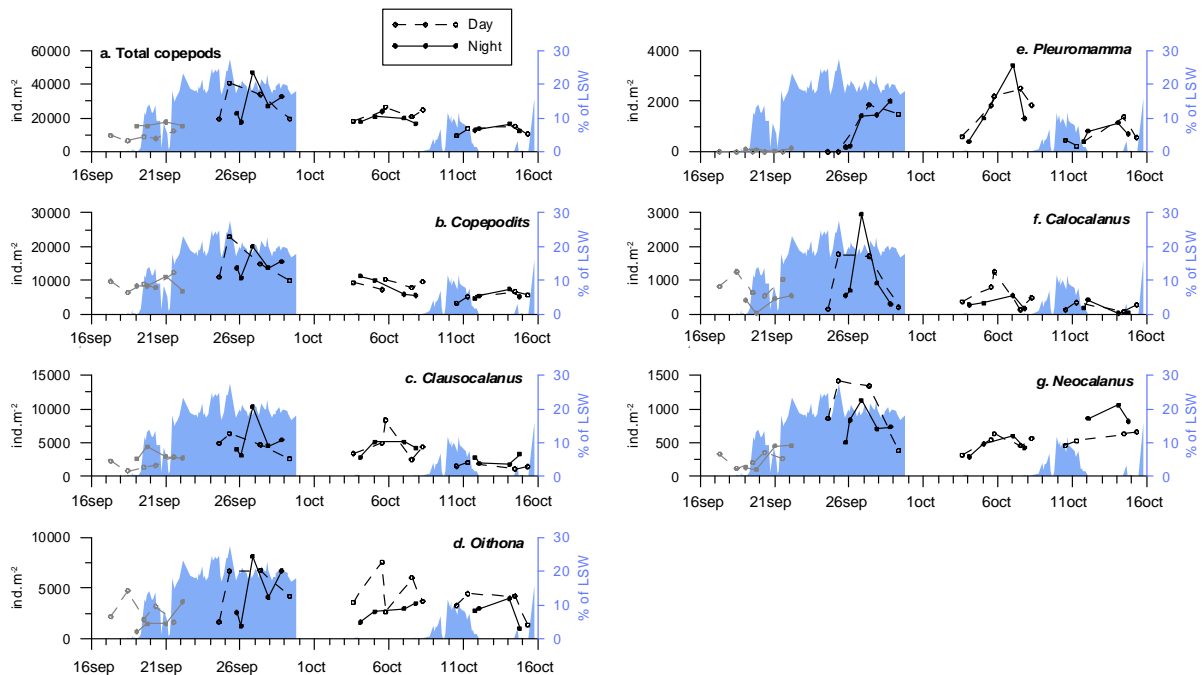 Day
Night
a. Total copepods
60000
40000
20000
0
ind.m-2
30
20
10
0
% of LSW
16sep 21sep 26sep 1oct 6oct 11oct 16oct
e. Pleuromamma
4000
2000
0
ind.m-2
30
20
10
0
% of LSW
16sep 21sep 26sep 1oct 6oct 11oct 16oct
b. Copepodits
30000
20000
10000
0
ind.m-2
30
20
10
0
% of LSW
16sep 21sep 26sep 1oct 6oct 11oct 16oct
f. Calocalanus
3000
2000
1000
0
ind.m-2
30
20
10
0
% of LSW
16sep 21sep 26sep 1oct 6oct 11oct 16oct
c. Clausocalanus
15000
10000
5000
0
ind.m-2
30
20
10
0
% of LSW
16sep 21sep 26sep 1oct 6oct 11oct 16oct
g. Neocalanus
1500
1000
500
0
ind.m-2
30
20
10
0
% of LSW
16sep 21sep 26sep 1oct 6oct 11oct 16oct
d. Oithona
10000
5000
0
ind.m-2
30
20
10
0
% of LSW
16sep 21sep 26sep 1oct 6oct 11oct 16oct